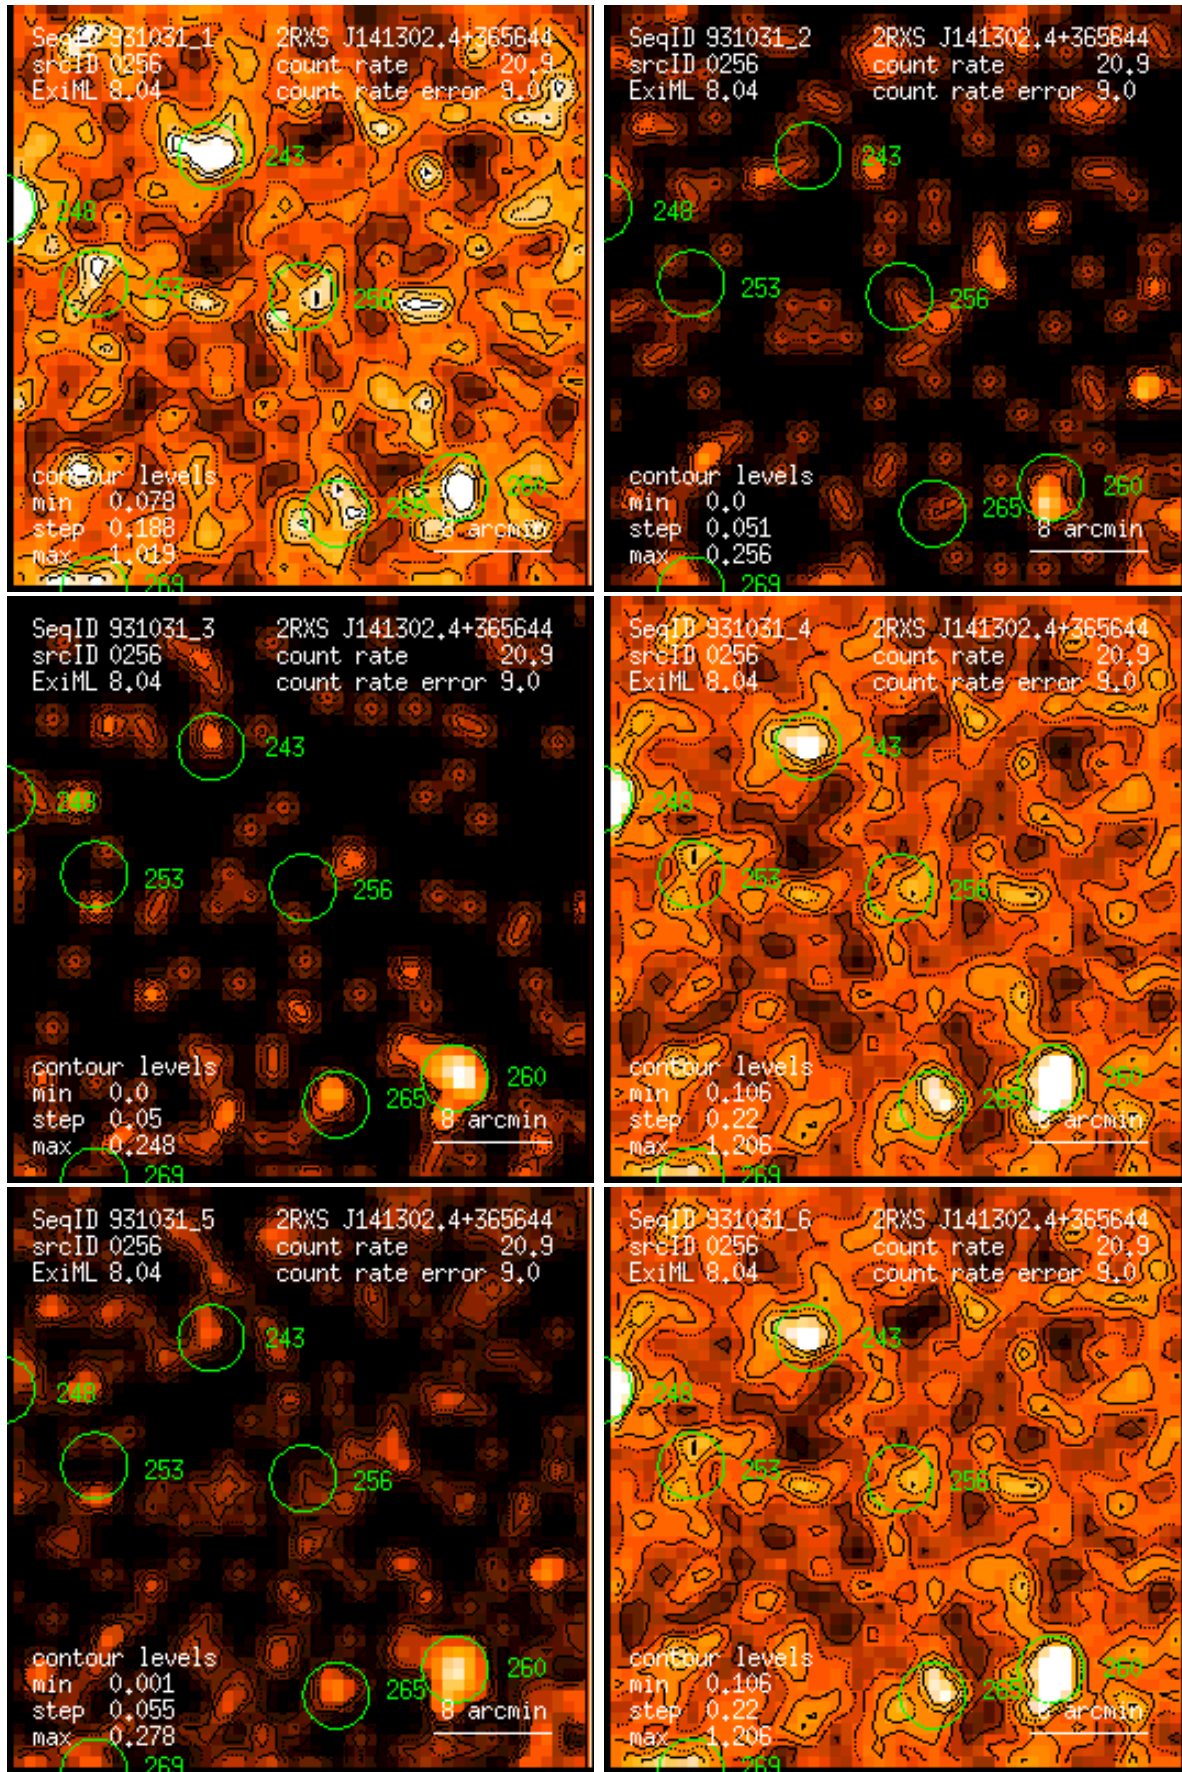 SeqID 931031_1 2RXS J141302.4+365644
srcID 0256 count rate 20.9
ExiML 8.04 count rate error 9.0
243
248
253
256
contour levels
min 0.078 260
step 0.188 265
max 1.019 8 arcmin
269
SeqID 931031_2 2RXS J141302.4+365644
srcID 0256 count rate 20.9
ExiML 8.04 count rate error 9.0
243
248
253
256
contour levels
min 0.0 260
step 0.051 265
max 0.256 8 arcmin
269
SeqID 931031_3 2RXS J141302.4+365644
srcID 0256 count rate 20.9
ExiML 8.04 count rate error 9.0
243
248
253
256
contour levels
min 0.0 260
step 0.05 265
max 0.248 8 arcmin
269
SeqID 931031_4 2RXS J141302.4+365644
srcID 0256 count rate 20.9
ExiML 8.04 count rate error 9.0
243
248
253
256
contour levels
min 0.106 260
step 0.22 265
max 1.206 8 arcmin
269
SeqID 931031_5 2RXS J141302.4+365644
srcID 0256 count rate 20.9
ExiML 8.04 count rate error 9.0
243
248
253
256
contour levels
min 0.001 260
step 0.055 265
max 0.278 8 arcmin
269
SeqID 931031_6 2RXS J141302.4+365644
srcID 0256 count rate 20.9
ExiML 8.04 count rate error 9.0
243
248
253
256
contour levels
min 0.106 260
step 0.22 265
max 1.206 8 arcmin
269